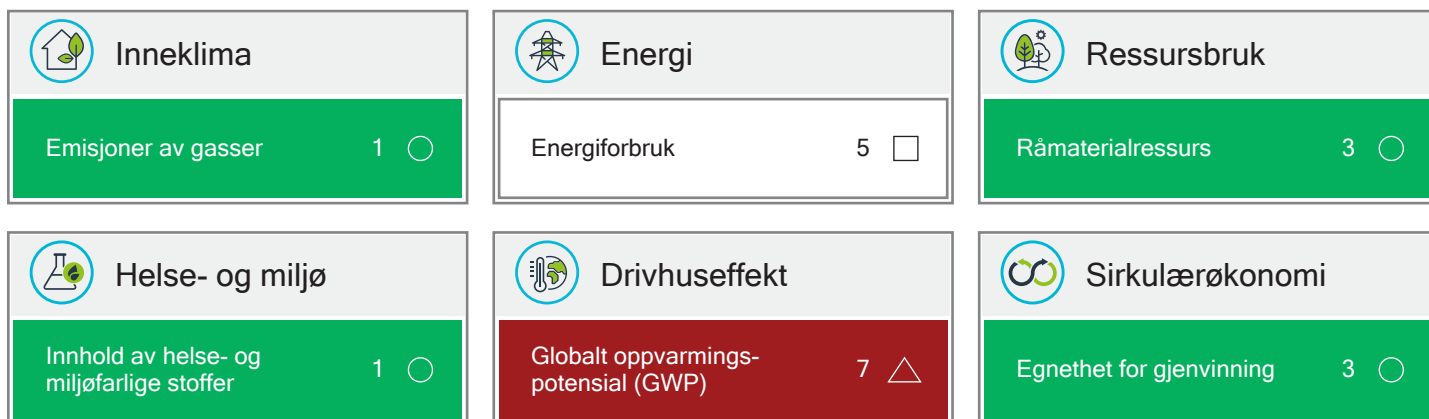 Inneklima
Emisjoner av gasser 1
Energi
Energiforbruk 5
Ressursbruk
Råmaterialressurs 3
Helse- og miljø
Innhold av helse- og
miljøfarlige stoffer 1
Drivhuseffekt
Globalt oppvarmings-
potensial (GWP) 7
Sirkulærøkonomi
Egnethet for gjenvinning 3